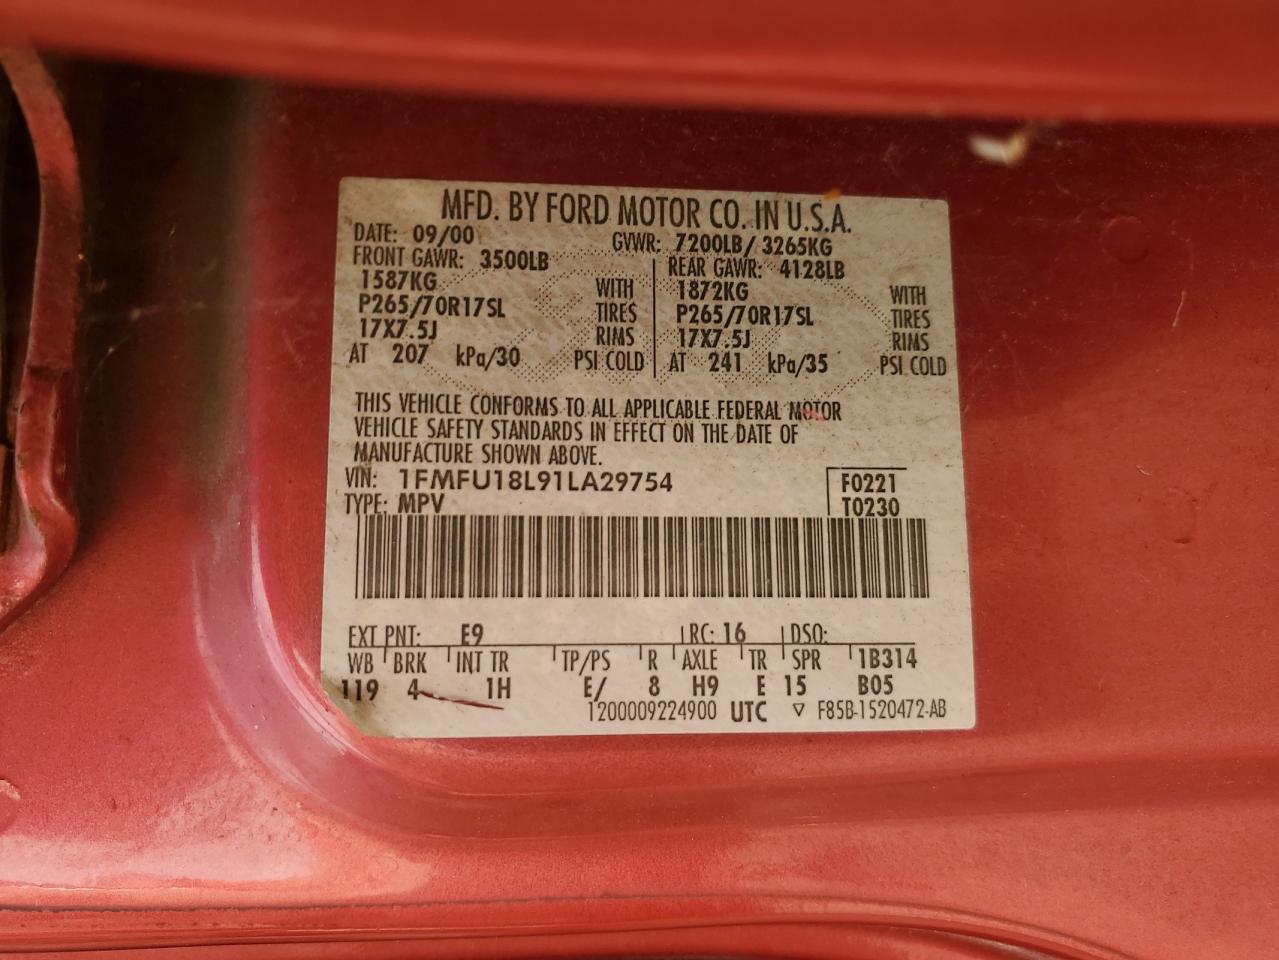 MFD. BY FORD MOTOR CO. IN U.S.A.
DATE: 09/00 GVWR: 7200LB/ 3265KG
FRONT GAWR: 3500LB REAR GAWR: 4128LB
1587KG WITH 1872KG WITH
P265/70R17SL TIRES P265/70R17SL TIRES
17X7.5J RIMS 17X7.5J RIMS
AT 207 kPa/30 PSI COLD AT 241 kPa/35 PSI COLD
THIS VEHICLE CONFORMS TO ALL APPLICABLE FEDERAL MOTOR
VEHICLE SAFETY STANDARDS IN EFFECT ON THE DATE OF
MANUFACTURE SHOWN ABOVE.
VIN: 1FMFU18L91LA29754 F0221
TYPE: MPV T0230
EXT PNT: E9 RC: 16 DSO:
WB BRK INT TR TP/PS R AXLE TR SPR 1B314
119 4 1H E/ 8 H9 E 15 B05
1200009224900 UTC ▽ F85B-1520472-AB